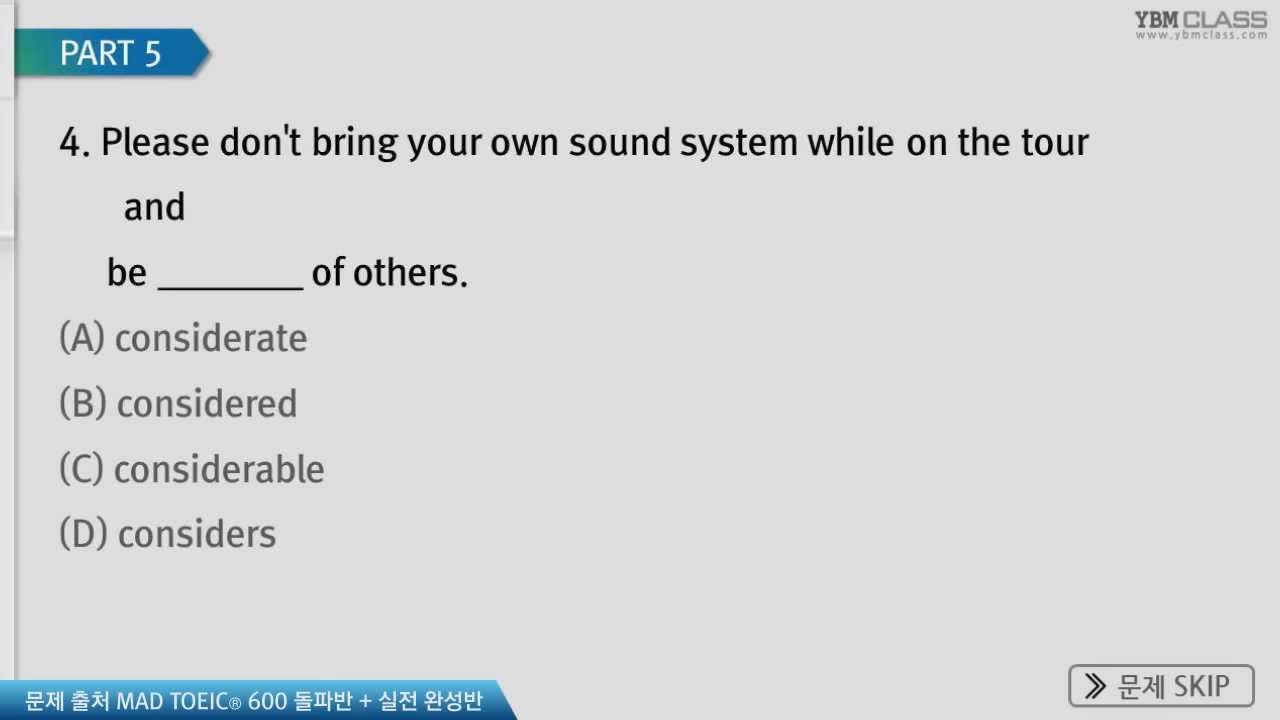 YBM CLASS
www.ybmclass.com
PART 5
4. Please don't bring your own sound system while on the tour
and
be ________ of others.
(A) considerate
(B) considered
(C) considerable
(D) considers
문제 SKIP
문제 출처 MAD TOEIC® 600 돌파반 + 실전 완성반